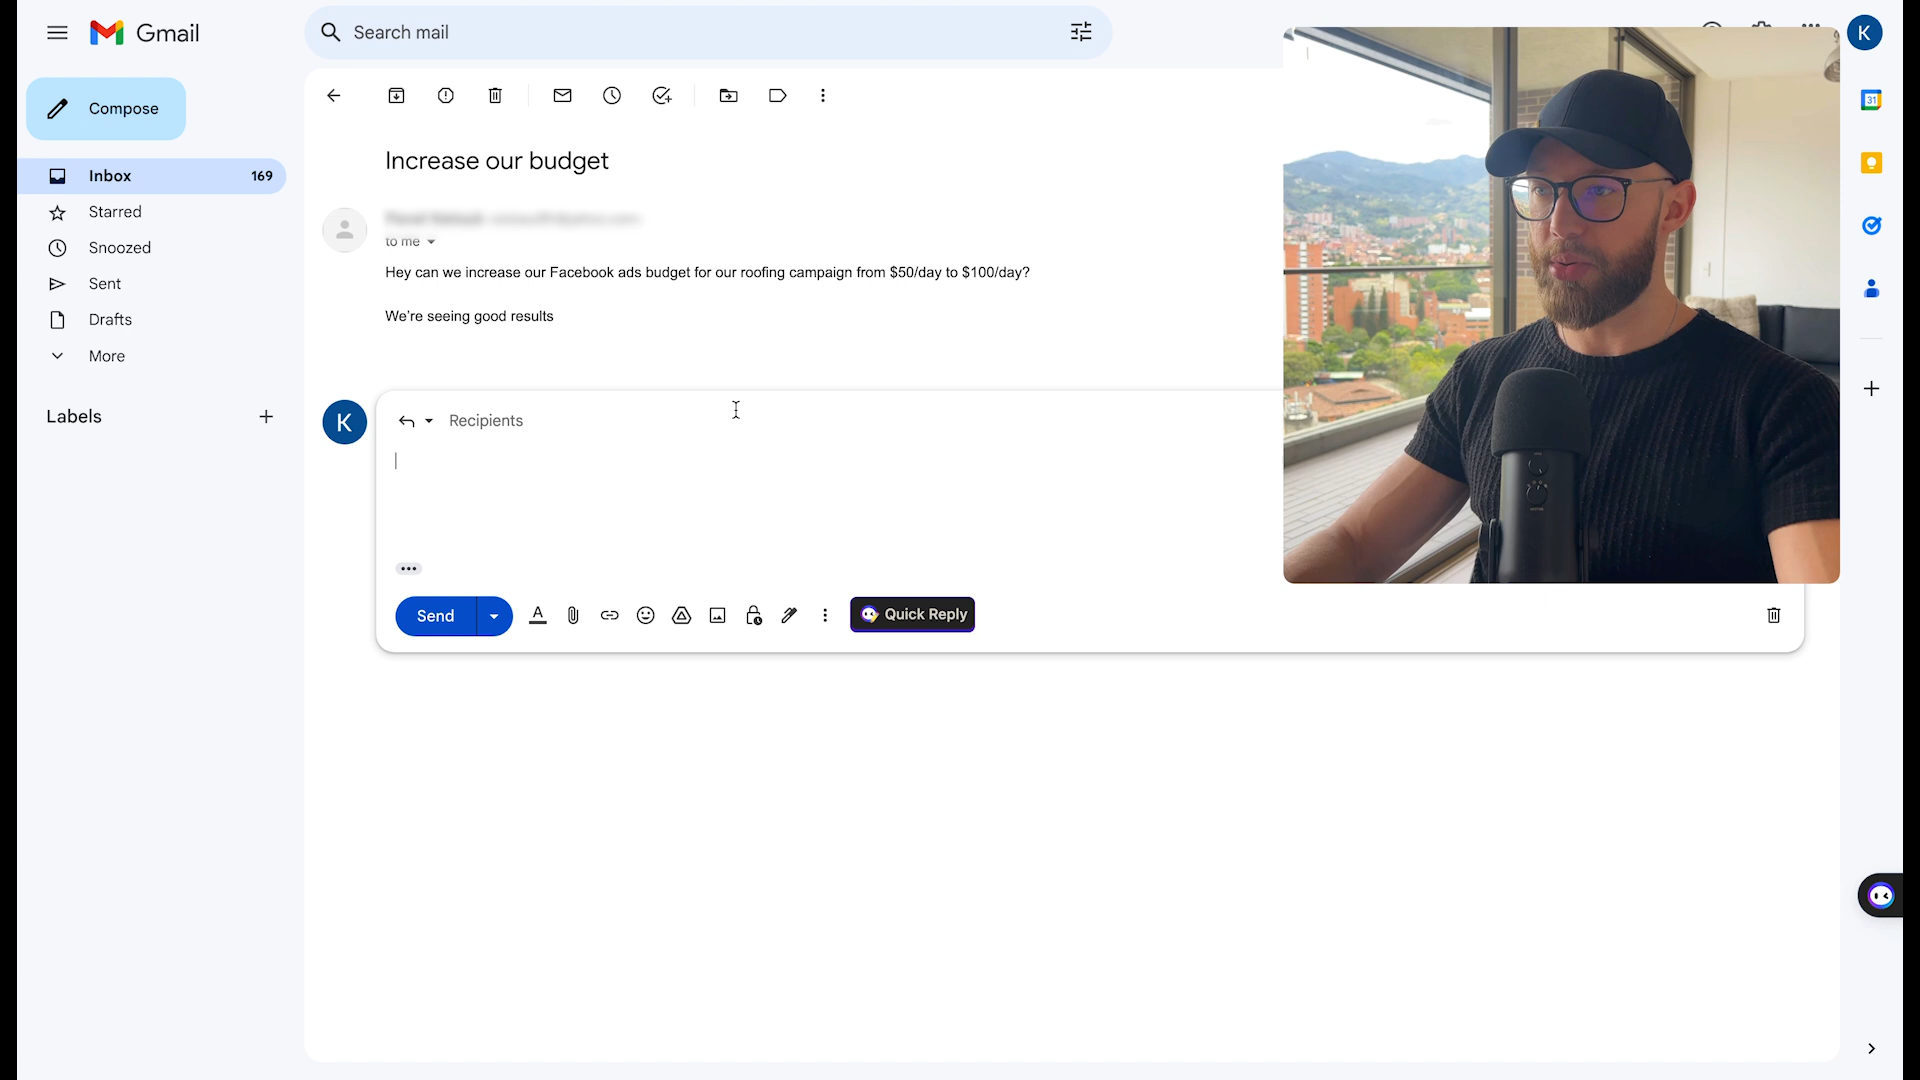 Gmail
Search mail
K
Compose
31
Inbox 169
Starred
Snoozed
Sent
Drafts
More
Labels
Increase our budget
to me
Hey can we increase our Facebook ads budget for our roofing campaign from $50/day to $100/day?
We're seeing good results
K
Recipients
Send
A
Quick Reply